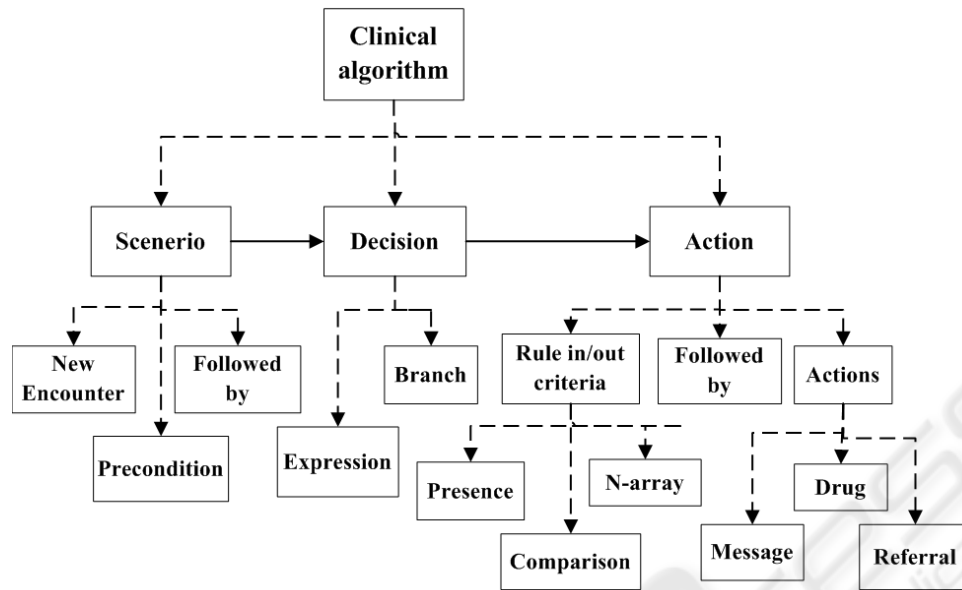 Clinical
algorithm
Scenerio
Decision
Action
New
Encounter
Followed
by
Branch
Rule in/out
criteria
Followed
by
Actions
Precondition
Expression
Presence
N-array
Drug
Comparison
Message
Referral